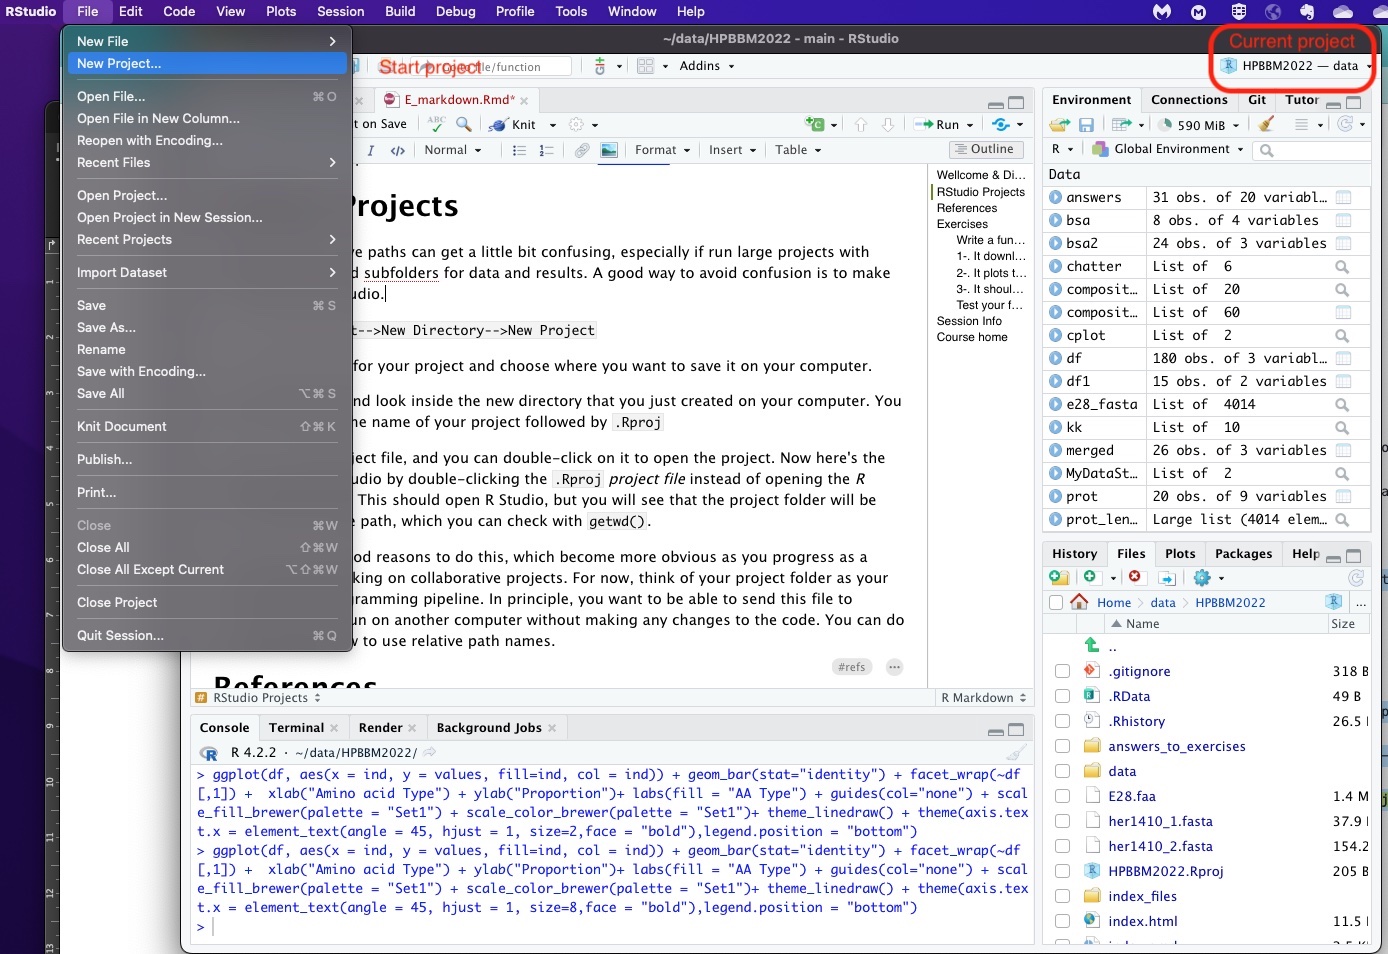 RStudio File Edit Code View Plots Session Build Debug Profile Tools Window Help
~/data/HPBBM2022 - main - RStudio
Current project
HPBBM2022 — data
New File
New Project...
Open File... ⌘O
Open File in New Column...
Reopen with Encoding...
Recent Files
Open Project...
Open Project in New Session...
Recent Projects
Import Dataset
Save ⌘S
Save As...
Rename
Save with Encoding...
Save All ⌥⌘S
Knit Document ⇧⌘K
Publish...
Print...
Close ⌘W
Close All ⇧⌘W
Close All Except Current ⌥⇧⌘W
Close Project
Quit Session... ⌘Q
Start project
file/function
Addins
E_markdown.Rmd*
t on Save ABC Knit Run
I </> Normal Format Insert Table Outline
Projects
ve paths can get a little bit confusing, especially if run large projects with
d subfolders for data and results. A good way to avoid confusion is to make
udio.
t-->New Directory-->New Project
for your project and choose where you want to save it on your computer.
nd look inside the new directory that you just created on your computer. You
he name of your project followed by .Rproj
ject file, and you can double-click on it to open the project. Now here's the
udio by double-clicking the .Rproj project file instead of opening the R
. This should open R Studio, but you will see that the project folder will be
e path, which you can check with getwd().
od reasons to do this, which become more obvious as you progress as a
king on collaborative projects. For now, think of your project folder as your
gramming pipeline. In principle, you want to be able to send this file to
un on another computer without making any changes to the code. You can do
w to use relative path names.
#refs
References
Wellcome & Di...
RStudio Projects
References
Exercises
Write a fun...
1-. It downl...
2-. It plots t...
3-. It shoul...
Test your f...
Session Info
Course home
# RStudio Projects R Markdown
Console Terminal Render Background Jobs
R 4.2.2 · ~/data/HPBBM2022/
> ggplot(df, aes(x = ind, y = values, fill=ind, col = ind)) + geom_bar(stat="identity") + facet_wrap(~df
[,1]) +  xlab("Amino acid Type") + ylab("Proportion")+ labs(fill = "AA Type") + guides(col="none") + scal
e_fill_brewer(palette = "Set1") + scale_color_brewer(palette = "Set1")+ theme_linedraw() + theme(axis.tex
t.x = element_text(angle = 45, hjust = 1, size=2,face = "bold"),legend.position = "bottom")
> ggplot(df, aes(x = ind, y = values, fill=ind, col = ind)) + geom_bar(stat="identity") + facet_wrap(~df
[,1]) +  xlab("Amino acid Type") + ylab("Proportion")+ labs(fill = "AA Type") + guides(col="none") + scal
e_fill_brewer(palette = "Set1") + scale_color_brewer(palette = "Set1")+ theme_linedraw() + theme(axis.tex
t.x = element_text(angle = 45, hjust = 1, size=8,face = "bold"),legend.position = "bottom")
>
Environment Connections Git Tutor
590 MiB
R Global Environment
Data
answers 31 obs. of 20 variabl...
bsa 8 obs. of 4 variables
bsa2 24 obs. of 3 variables
chatter List of 6
composit... List of 20
composit... List of 60
cplot List of 2
df 180 obs. of 3 variabl...
df1 15 obs. of 2 variables
e28_fasta List of 4014
kk List of 10
merged 26 obs. of 3 variables
MyDataSt... List of 2
prot 20 obs. of 9 variables
prot_len... Large list (4014 elem...
History Files Plots Packages Help
Home data HPBBM2022 ...
Name Size
..
.gitignore 318 B
.RData 49 B
.Rhistory 26.5
answers_to_exercises
data
E28.faa 1.4 M
her1410_1.fasta 37.9
her1410_2.fasta 154.2
HPBBM2022.Rproj 205 B
index_files
index.html 11.5